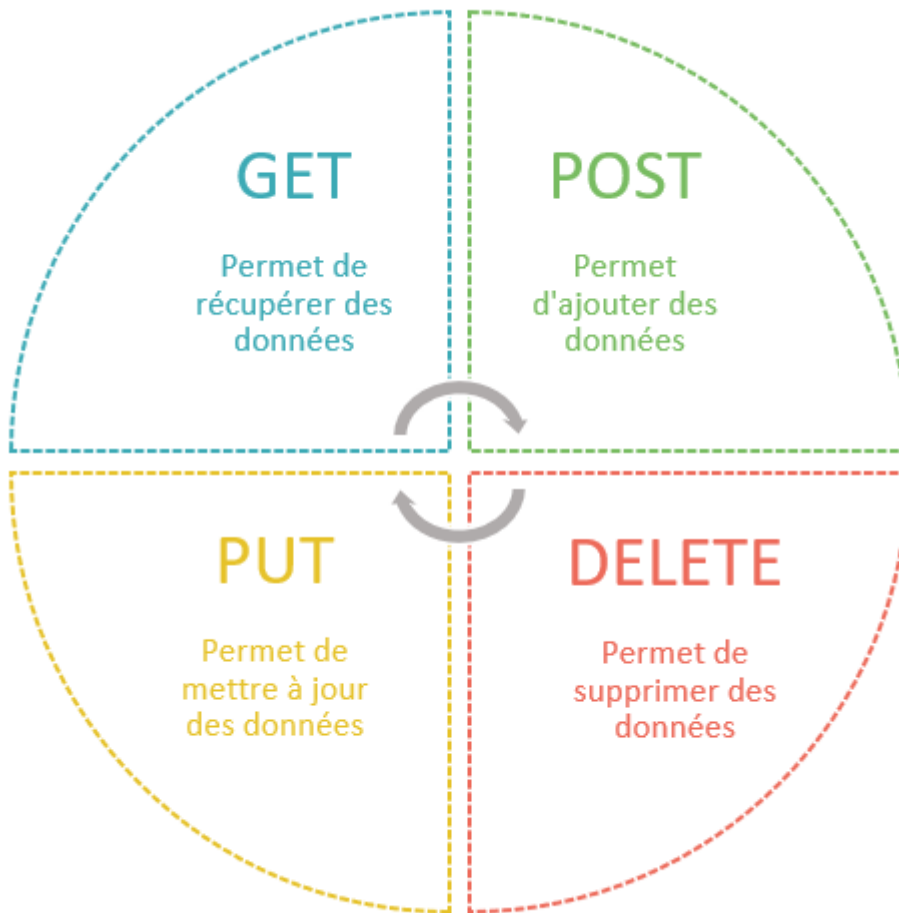 GET
Permet de
récupérer des
données
POST
Permet
d'ajouter des
données
PUT
Permet de
mettre à jour
des données
DELETE
Permet de
supprimer des
données